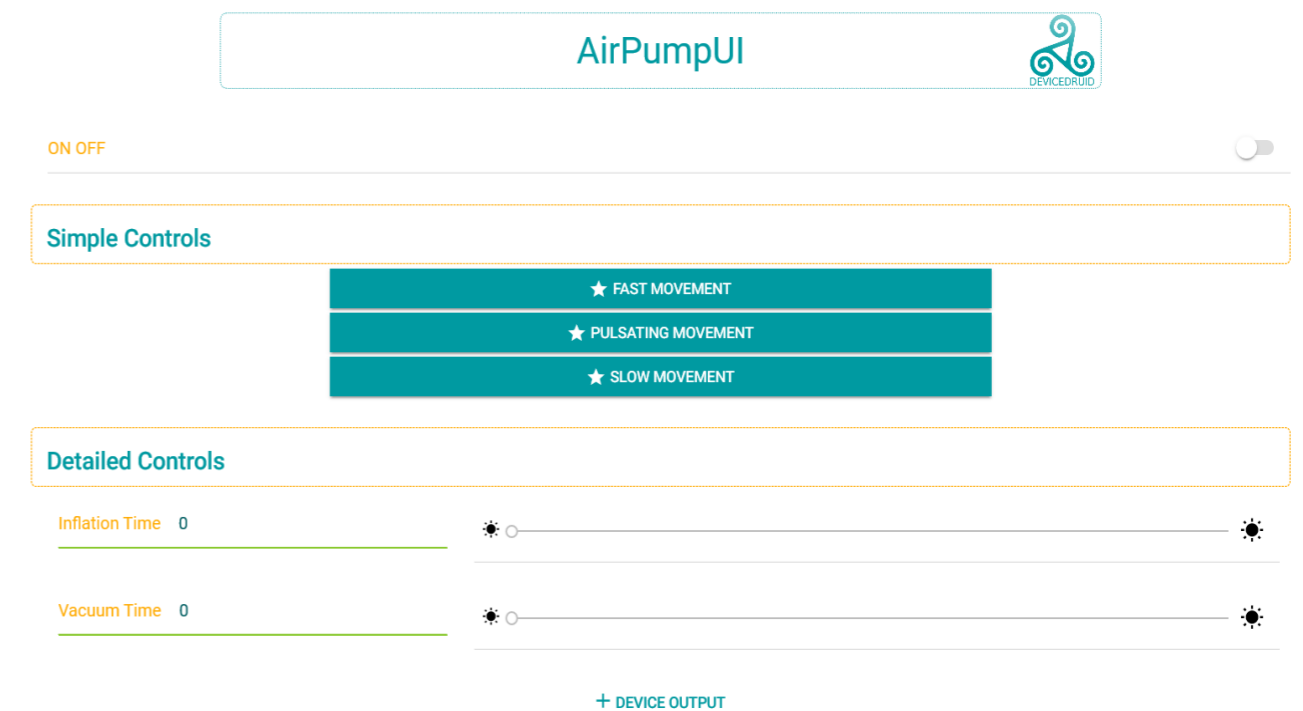 AirPumpUI
DEVICEDRUID
ON OFF
Simple Controls
FAST MOVEMENT
PULSATING MOVEMENT
SLOW MOVEMENT
Detailed Controls
Inflation Time 0
Vacuum Time 0
+ DEVICE OUTPUT